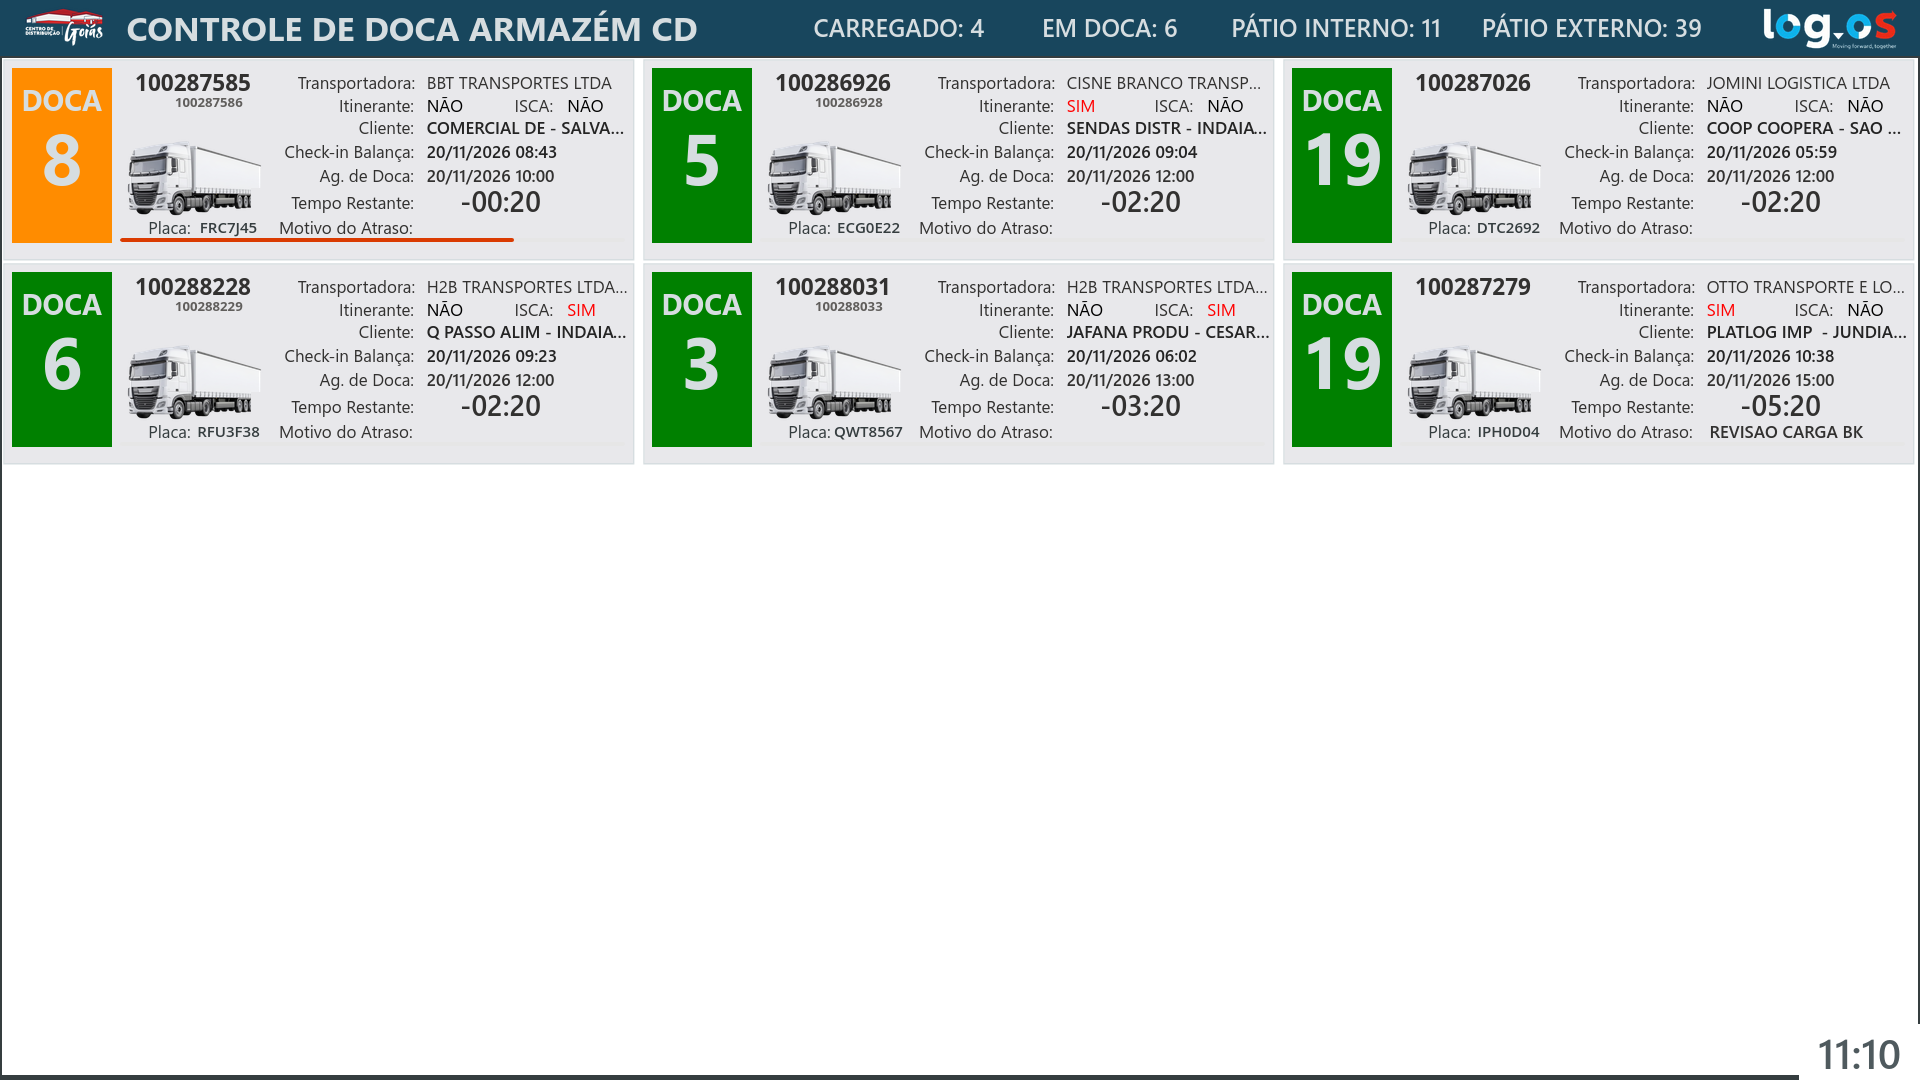 CENTRO DE DISTRIBUIÇÃO Goiás
CONTROLE DE DOCA ARMAZÉM CD
CARREGADO: 4
EM DOCA: 6
PÁTIO INTERNO: 11
PÁTIO EXTERNO: 39
log.os
Moving forward, together
DOCA
8
100287585
100287586
Placa: FRC7J45
Transportadora: BBT TRANSPORTES LTDA
Itinerante: NÃO ISCA: NÃO
Cliente: COMERCIAL DE - SALVA...
Check-in Balança: 20/11/2026 08:43
Ag. de Doca: 20/11/2026 10:00
Tempo Restante: -00:20
Motivo do Atraso:
DOCA
5
100286926
100286928
Placa: ECG0E22
Transportadora: CISNE BRANCO TRANSP...
Itinerante: SIM ISCA: NÃO
Cliente: SENDAS DISTR - INDAIA...
Check-in Balança: 20/11/2026 09:04
Ag. de Doca: 20/11/2026 12:00
Tempo Restante: -02:20
Motivo do Atraso:
DOCA
19
100287026
Placa: DTC2692
Transportadora: JOMINI LOGISTICA LTDA
Itinerante: NÃO ISCA: NÃO
Cliente: COOP COOPERA - SAO ...
Check-in Balança: 20/11/2026 05:59
Ag. de Doca: 20/11/2026 12:00
Tempo Restante: -02:20
Motivo do Atraso:
DOCA
6
100288228
100288229
Placa: RFU3F38
Transportadora: H2B TRANSPORTES LTDA...
Itinerante: NÃO ISCA: SIM
Cliente: Q PASSO ALIM - INDAIA...
Check-in Balança: 20/11/2026 09:23
Ag. de Doca: 20/11/2026 12:00
Tempo Restante: -02:20
Motivo do Atraso:
DOCA
3
100288031
100288033
Placa: QWT8567
Transportadora: H2B TRANSPORTES LTDA...
Itinerante: NÃO ISCA: SIM
Cliente: JAFANA PRODU - CESAR...
Check-in Balança: 20/11/2026 06:02
Ag. de Doca: 20/11/2026 13:00
Tempo Restante: -03:20
Motivo do Atraso:
DOCA
19
100287279
Placa: IPH0D04
Transportadora: OTTO TRANSPORTE E LO...
Itinerante: SIM ISCA: NÃO
Cliente: PLATLOG IMP - JUNDIA...
Check-in Balança: 20/11/2026 10:38
Ag. de Doca: 20/11/2026 15:00
Tempo Restante: -05:20
Motivo do Atraso: REVISAO CARGA BK
11:10